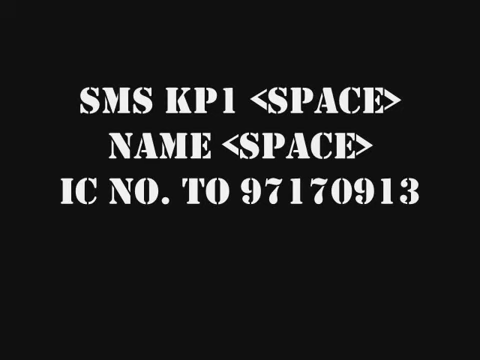 SMS KP1 <SPACE>
NAME <SPACE>
IC NO. TO 97170913